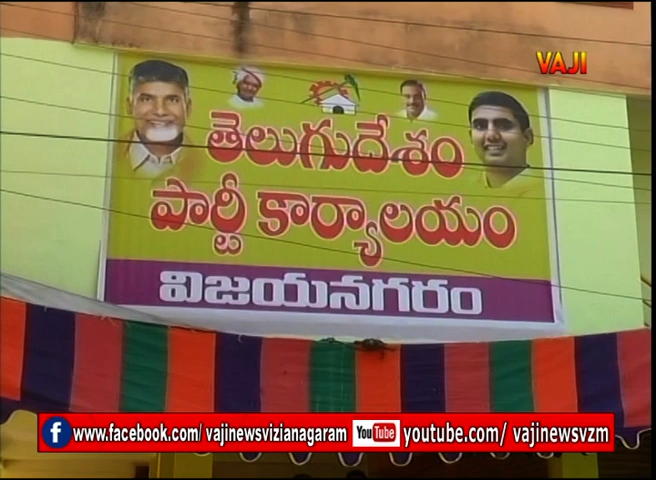 VAJI
తెలుగుదేశం
పార్టీ కార్యాలయం
విజయనగరం
www.facebook.com/ vajinewsvizianagaram YouTube youtube.com/ vajinewsvzm